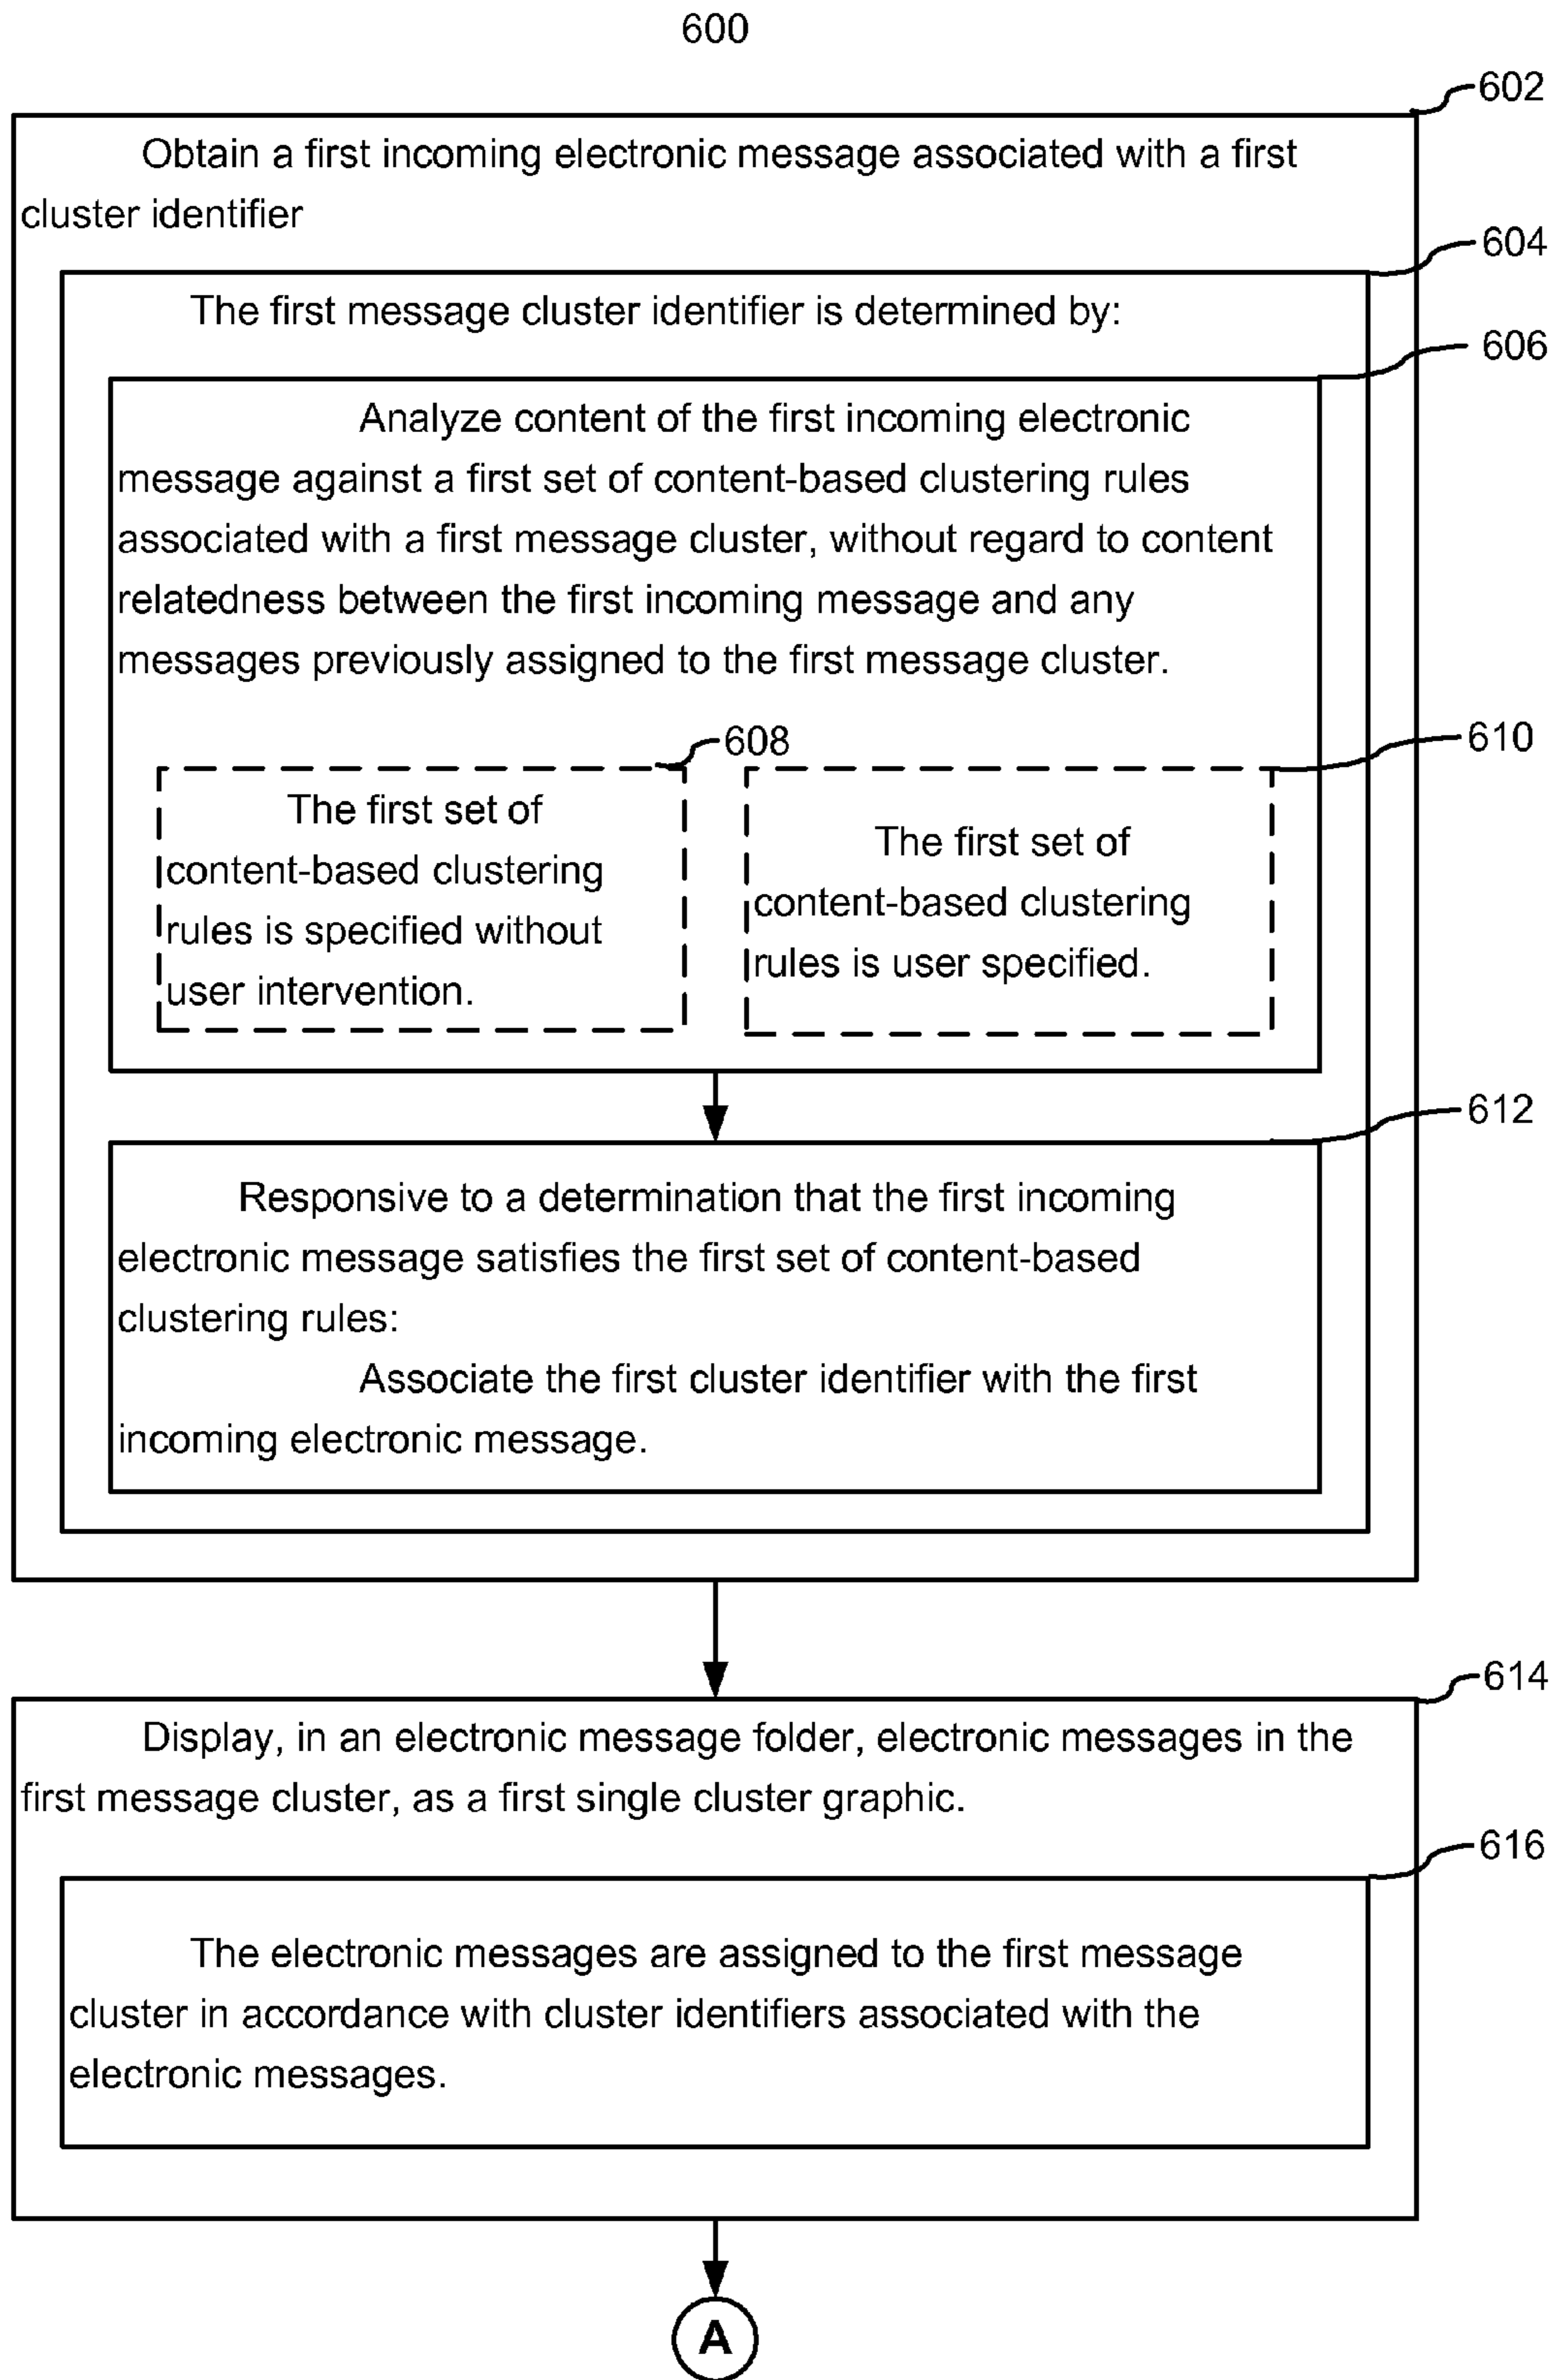 600
602
Obtain a first incoming electronic message associated with a first
cluster identifier
604
The first message cluster identifier is determined by:
606
Analyze content of the first incoming electronic
message against a first set of content-based clustering rules
associated with a first message cluster, without regard to content
relatedness between the first incoming message and any
messages previously assigned to the first message cluster.
608
The first set of
content-based clustering
rules is specified without
user intervention.
610
The first set of
content-based clustering
rules is user specified.
612
Responsive to a determination that the first incoming
electronic message satisfies the first set of content-based
clustering rules:
Associate the first cluster identifier with the first
incoming electronic message.
614
Display, in an electronic message folder, electronic messages in the
first message cluster, as a first single cluster graphic.
616
The electronic messages are assigned to the first message
cluster in accordance with cluster identifiers associated with the
electronic messages.
A